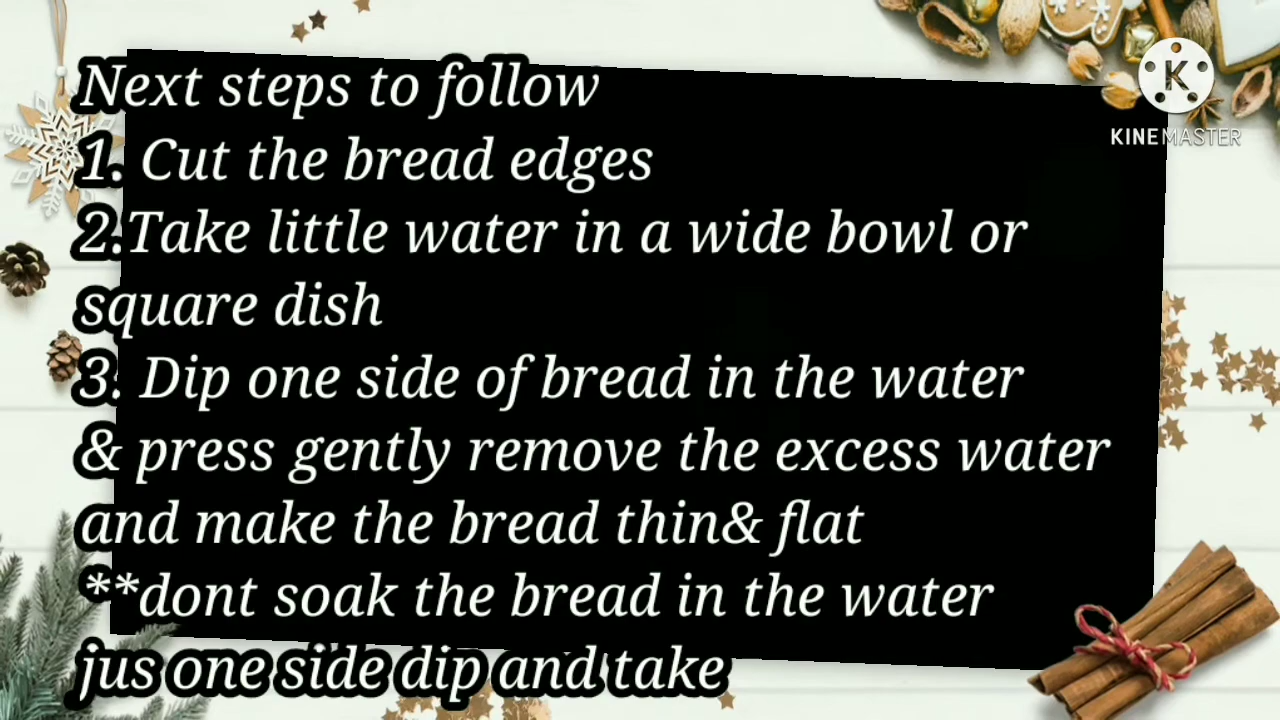 Next steps to follow
1. Cut the bread edges
2.Take little water in a wide bowl or
square dish
3. Dip one side of bread in the water
& press gently remove the excess water
and make the bread thin& flat
**dont soak the bread in the water
jus one side dip and take
K
KINEMASTER